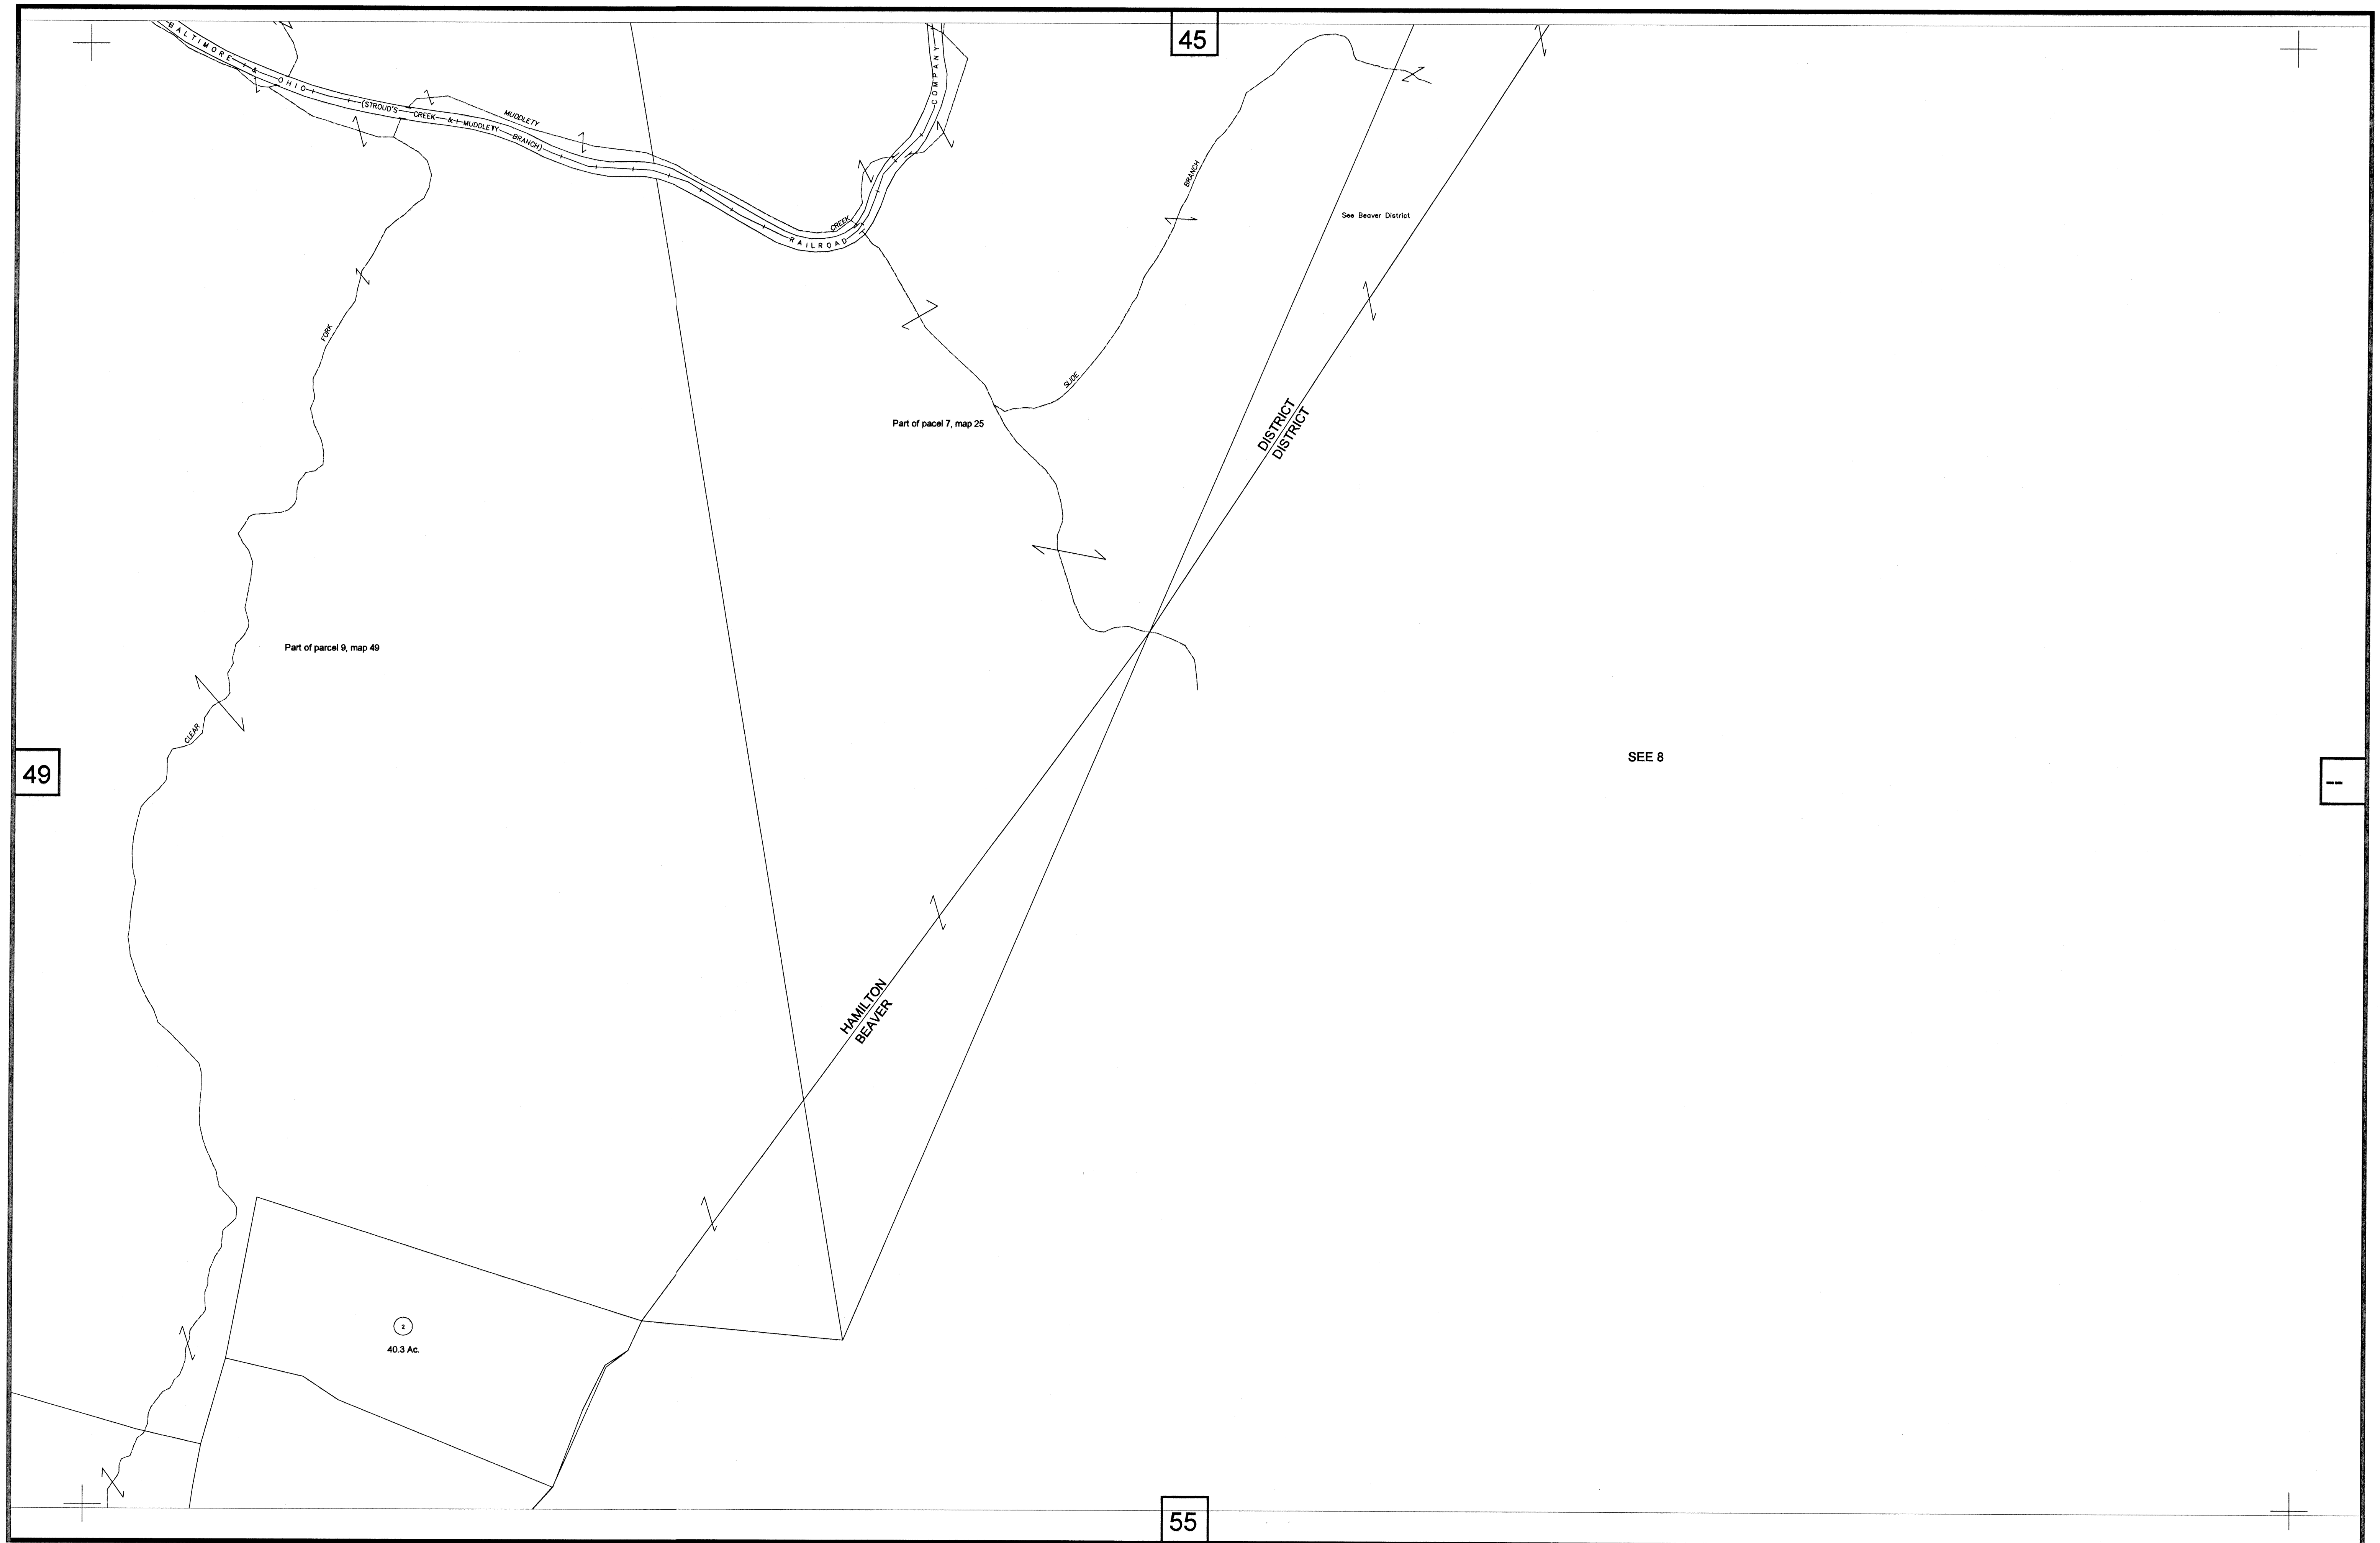 45
BALTIMORE & OHIO (STROUD'S CREEK & MUDDLETY BRANCH) RAILROAD COMPANY
MUDDLETY CREEK
BRANCH
See Beaver District
FORK
SLIDE
DISTRICT
DISTRICT
Part of pacel 7, map 25
Part of parcel 9, map 49
CLEAR
49
SEE 8
--
HAMILTON
BEAVER
2
40.3 Ac.
55